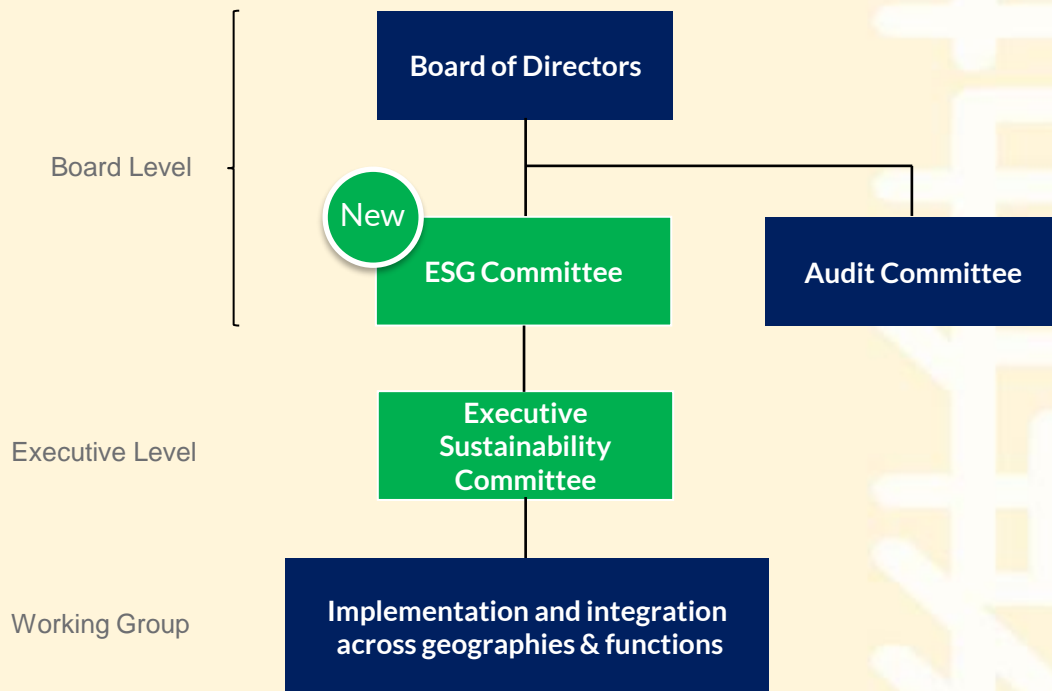 Board of Directors
Board Level
New
ESG Committee
Audit Committee
Executive
Sustainability
Committee
Executive Level
Implementation and integration
across geographies & functions
Working Group